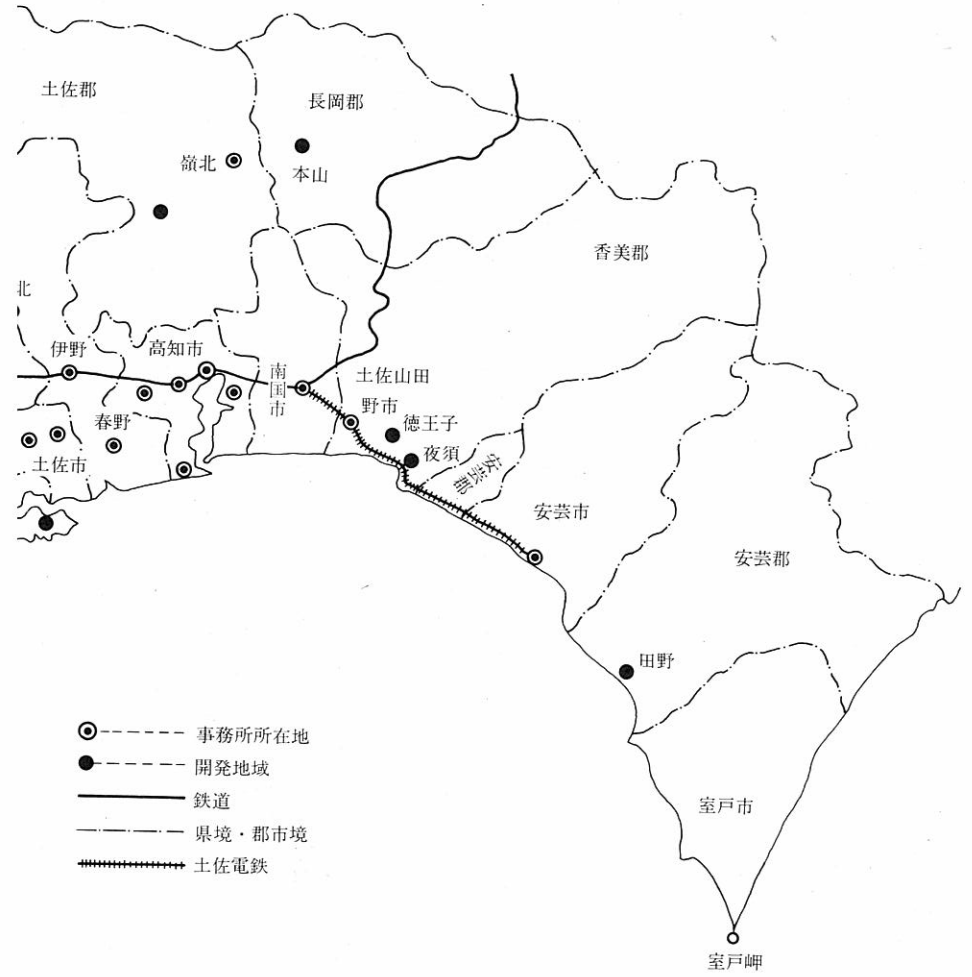 土佐郡
長岡郡
嶺北
本山
香美郡
北
伊野
高知市
南国市
土佐山田
野市
徳王子
夜須
春野
土佐市
安芸郡
安芸市
安芸郡
田野
事務所所在地
開発地域
鉄道
県境・郡市境
土佐電鉄
室戸市
室戸岬